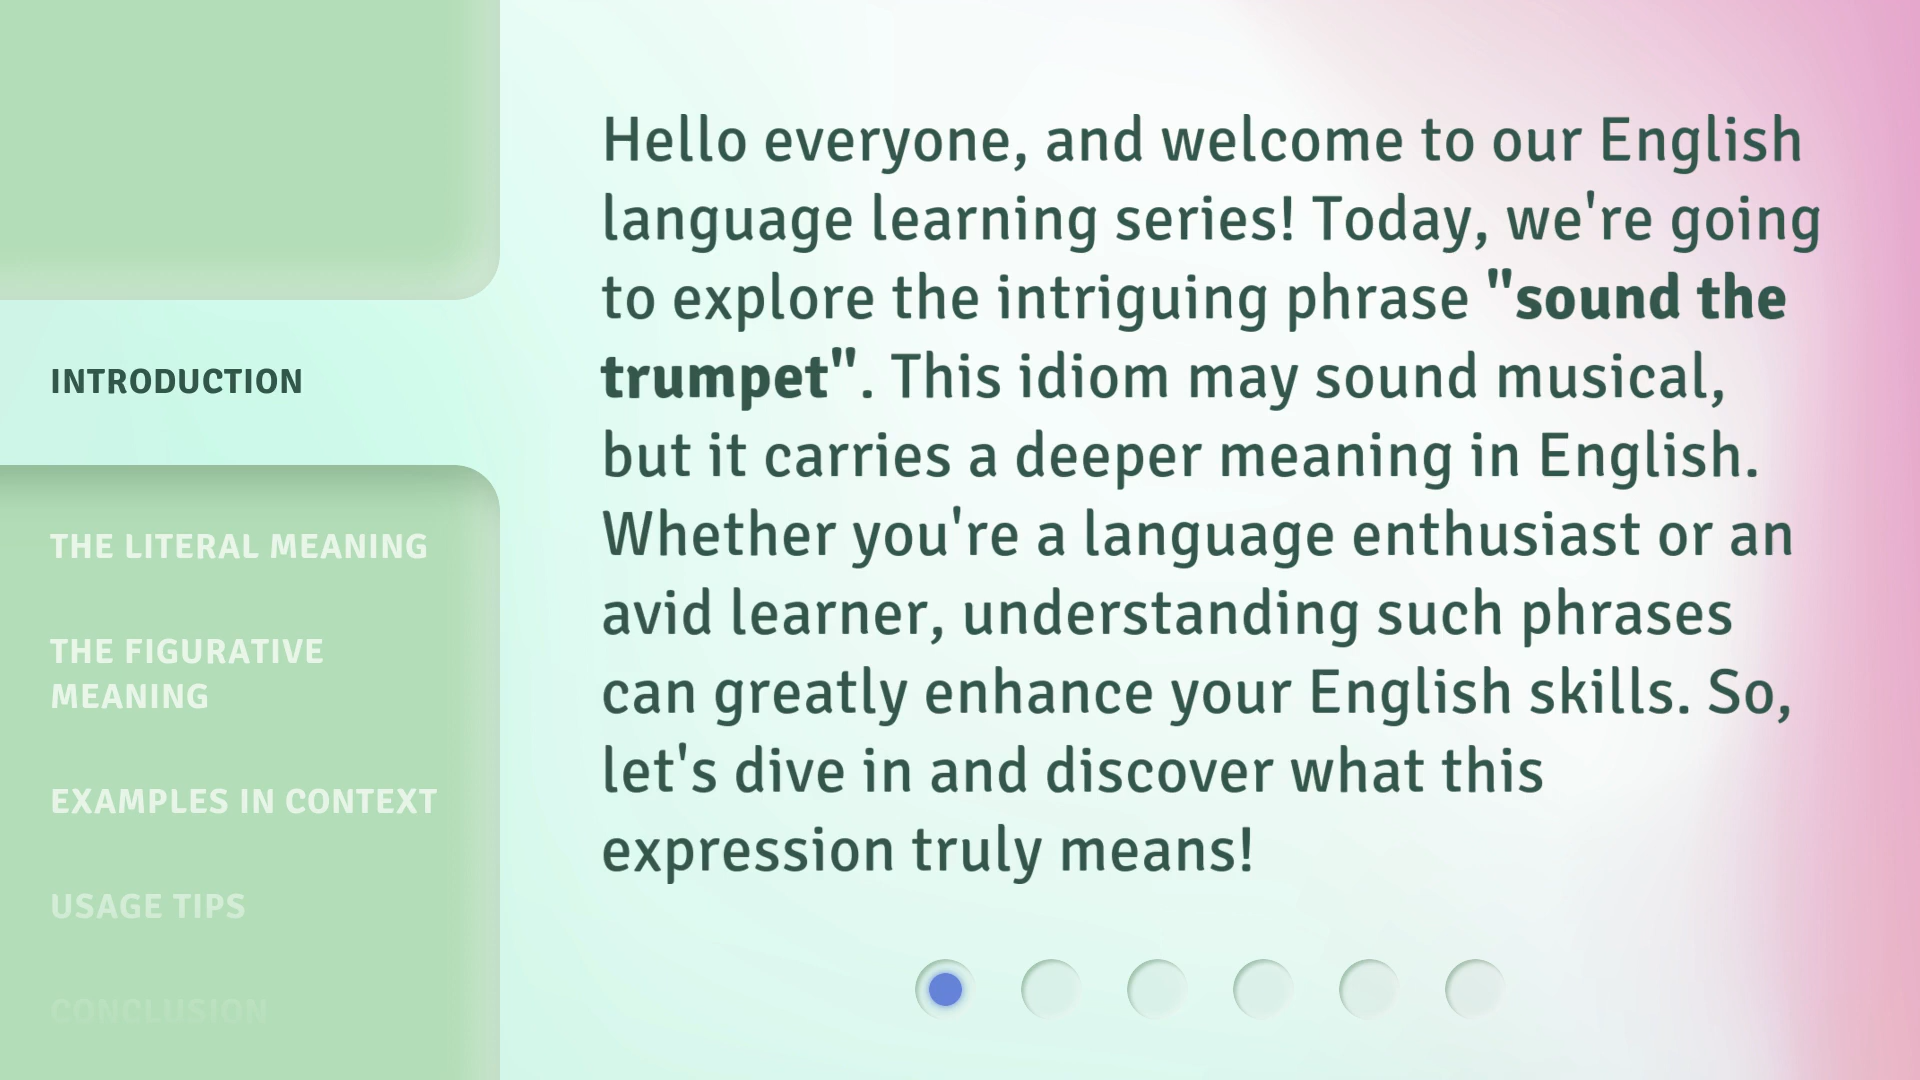 INTRODUCTION
THE LITERAL MEANING
THE FIGURATIVE
MEANING
EXAMPLES IN CONTEXT
USAGE TIPS
CONCLUSION
Hello everyone, and welcome to our English
language learning series! Today, we're going
to explore the intriguing phrase "sound the
trumpet". This idiom may sound musical,
but it carries a deeper meaning in English.
Whether you're a language enthusiast or an
avid learner, understanding such phrases
can greatly enhance your English skills. So,
let's dive in and discover what this
expression truly means!